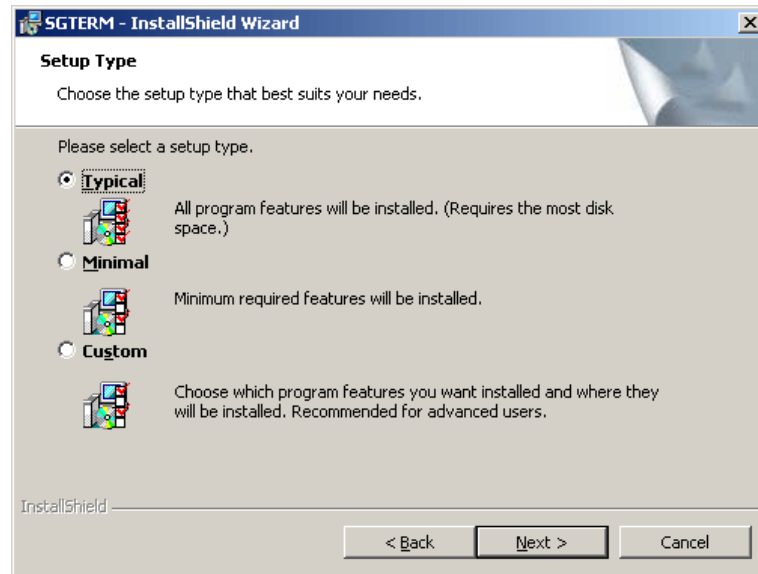 SGTERM - InstallShield Wizard
Setup Type
Choose the setup type that best suits your needs.
Please select a setup type.
Typical
All program features will be installed. (Requires the most disk
space.)
Minimal
Minimum required features will be installed.
Custom
Choose which program features you want installed and where they
will be installed. Recommended for advanced users.
InstallShield
< Back
Next >
Cancel